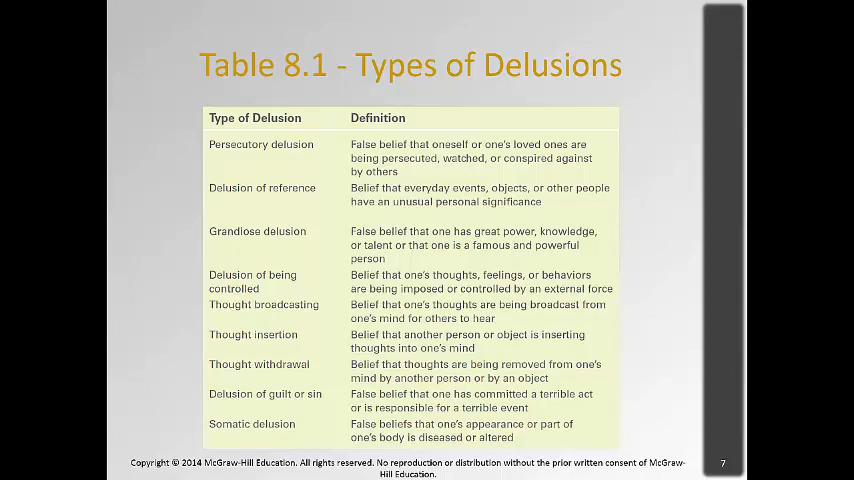 Table 8.1 - Types of Delusions
Type of Delusion Definition
Persecutory delusion False belief that oneself or one's loved ones are
being persecuted, watched, or conspired against
by others
Delusion of reference Belief that everyday events, objects, or other people
have an unusual personal significance
Grandiose delusion False belief that one has great power, knowledge,
or talent or that one is a famous and powerful
person
Delusion of being Belief that one's thoughts, feelings, or behaviors
controlled are being imposed or controlled by an external force
Thought broadcasting Belief that one's thoughts are being broadcast from
one's mind for others to hear
Thought insertion Belief that another person or object is inserting
thoughts into one's mind
Thought withdrawal Belief that thoughts are being removed from one's
mind by another person or by an object
Delusion of guilt or sin False belief that one has committed a terrible act
or is responsible for a terrible event
Somatic delusion False beliefs that one's appearance or part of
one's body is diseased or altered
Copyright © 2014 McGraw-Hill Education. All rights reserved. No reproduction or distribution without the prior written consent of McGraw-
Hill Education.
7